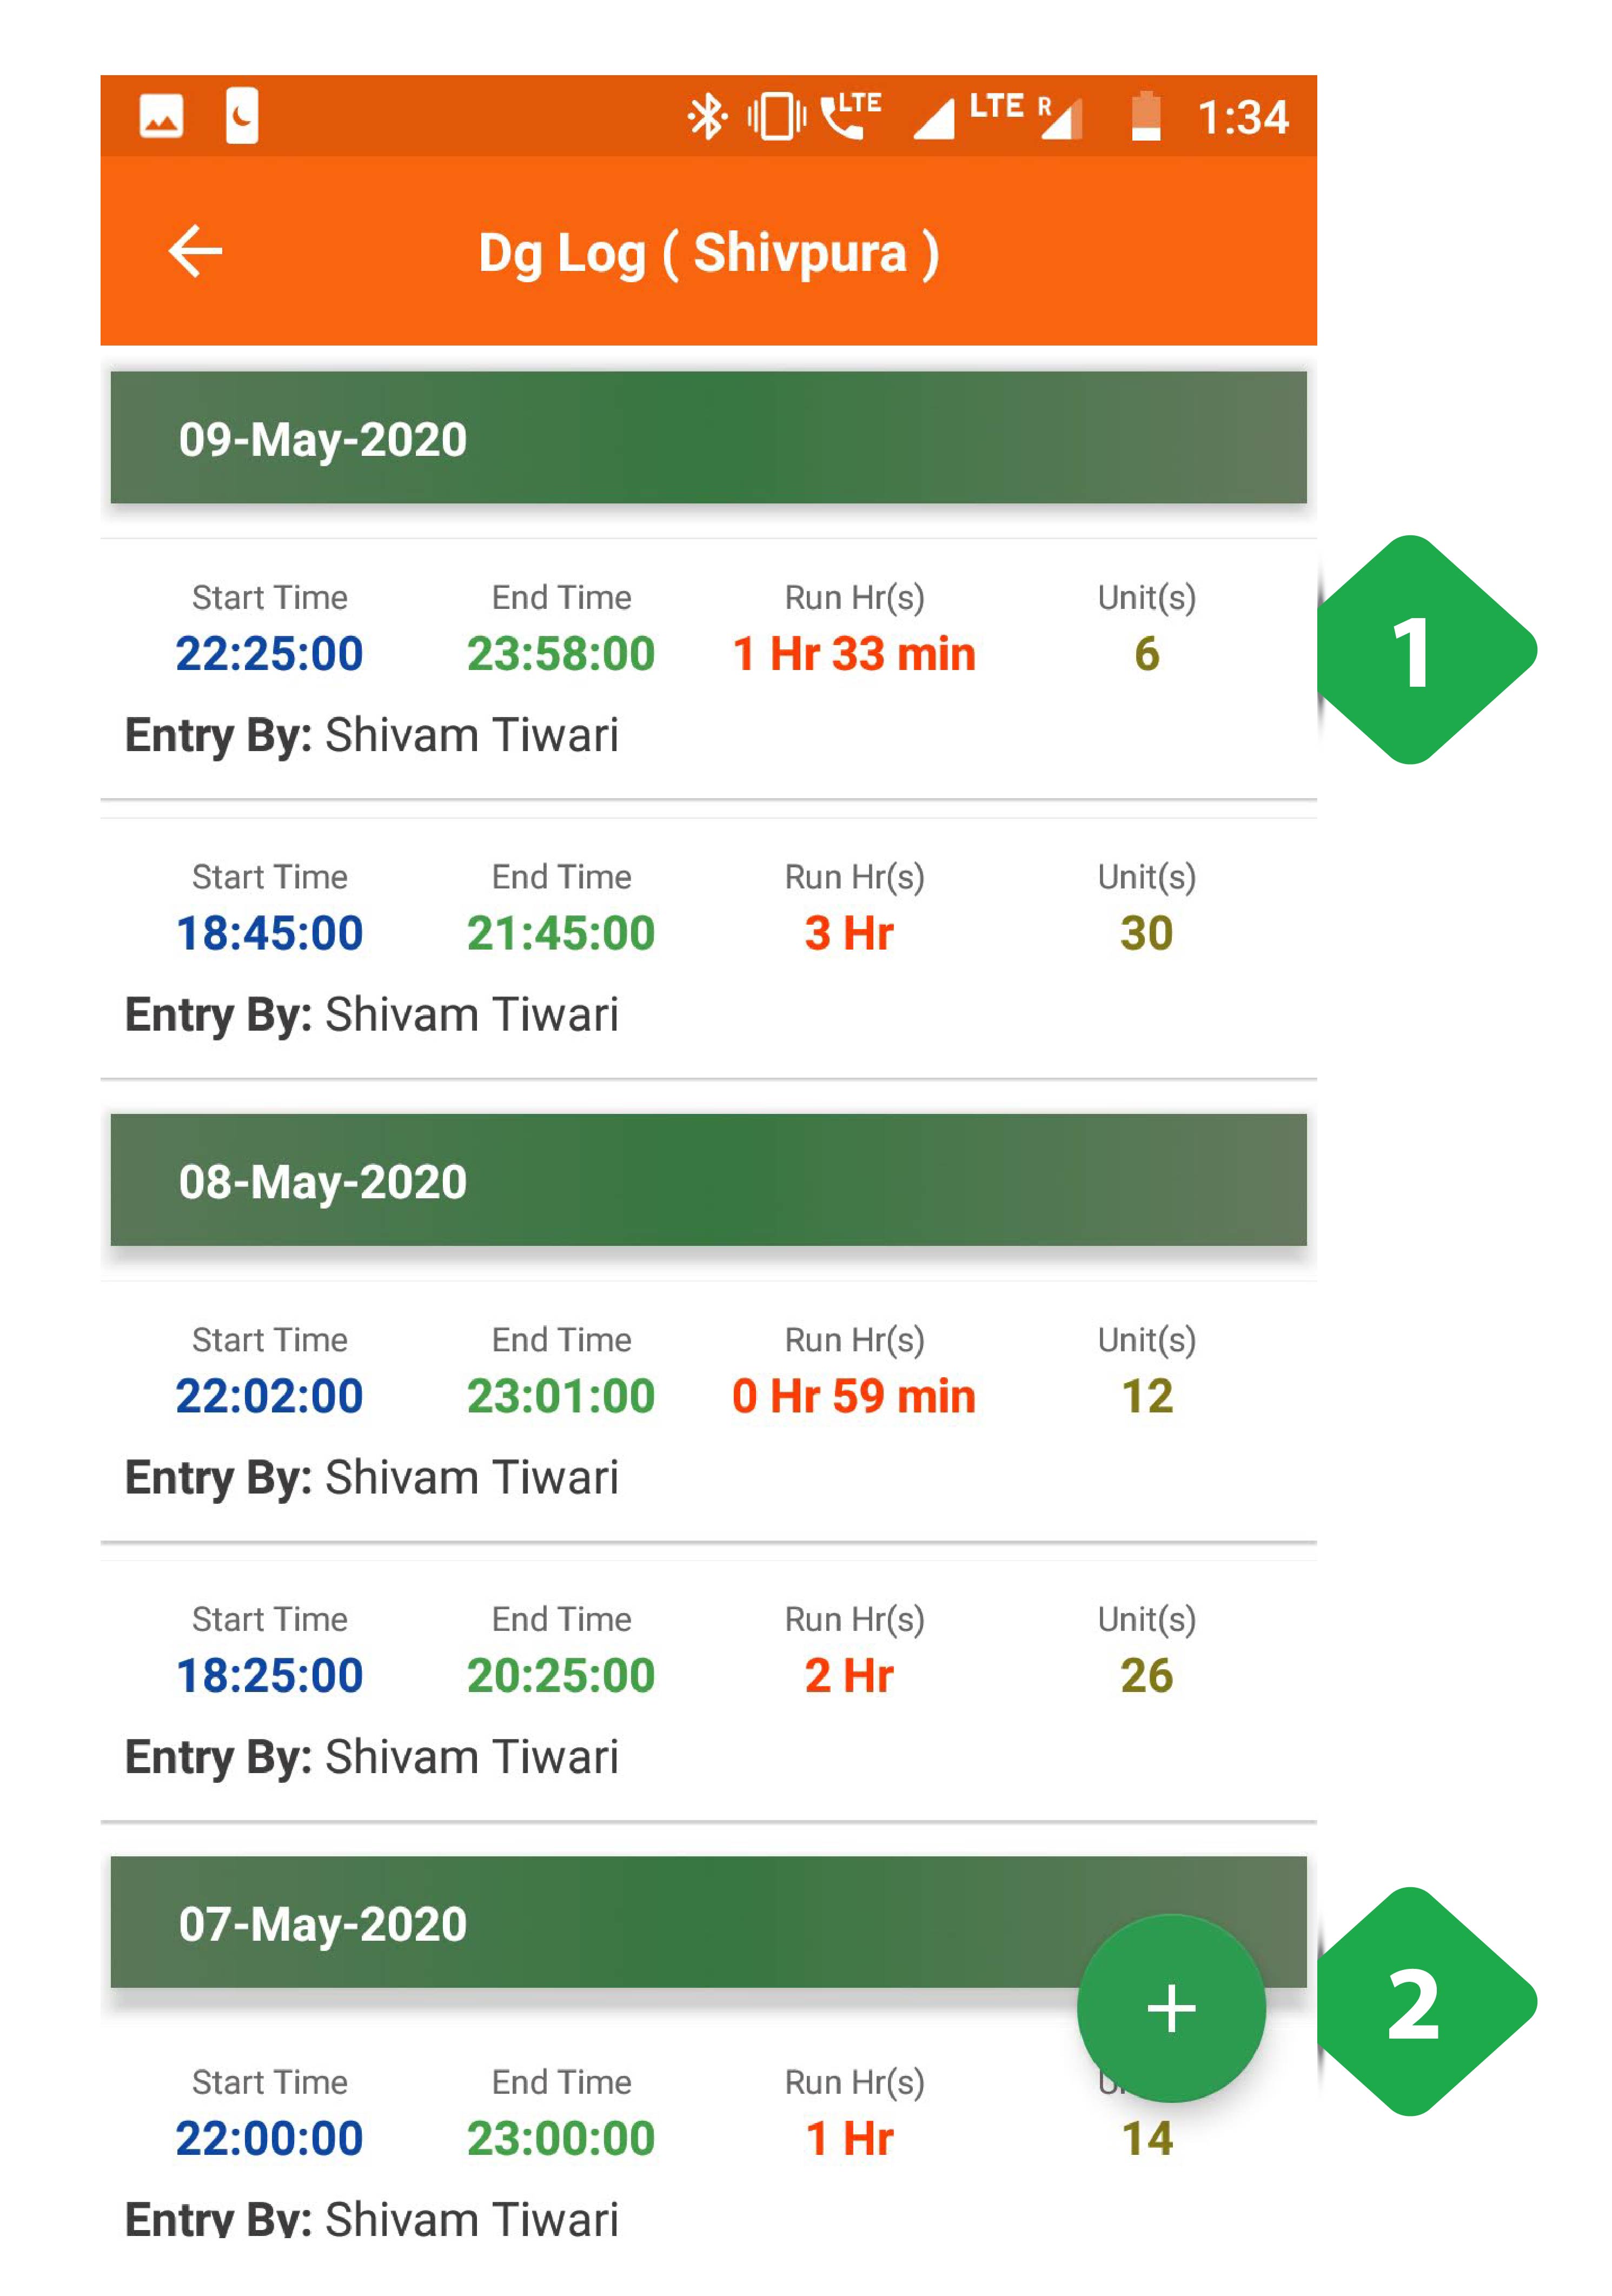 LTE LTE R 1:34
Dg Log ( Shivpura )
09-May-2020
Start Time End Time Run Hr(s) Unit(s)
22:25:00 23:58:00 1 Hr 33 min 6
1
Entry By: Shivam Tiwari
Start Time End Time Run Hr(s) Unit(s)
18:45:00 21:45:00 3 Hr 30
Entry By: Shivam Tiwari
08-May-2020
Start Time End Time Run Hr(s) Unit(s)
22:02:00 23:01:00 0 Hr 59 min 12
Entry By: Shivam Tiwari
Start Time End Time Run Hr(s) Unit(s)
18:25:00 20:25:00 2 Hr 26
Entry By: Shivam Tiwari
07-May-2020
+
2
Start Time End Time Run Hr(s)
22:00:00 23:00:00 1 Hr 14
Entry By: Shivam Tiwari